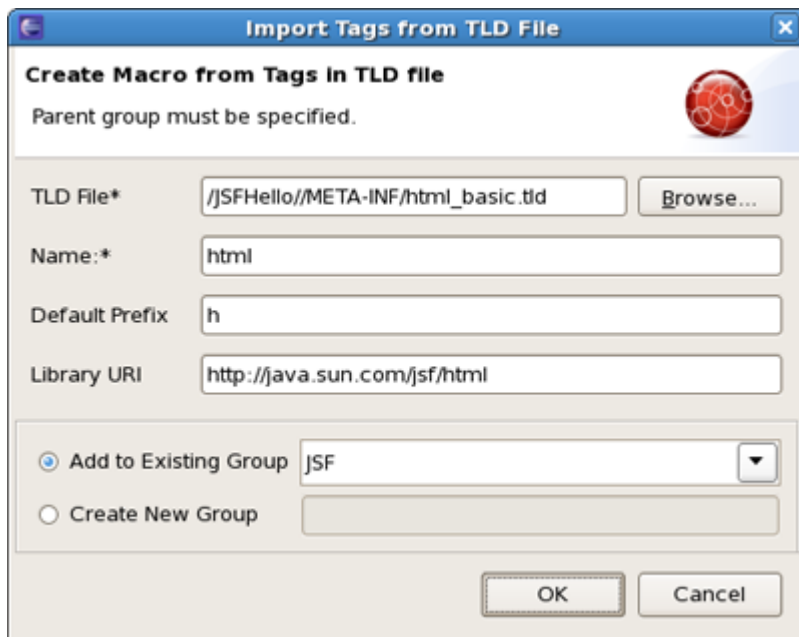 Import Tags from TLD File
Create Macro from Tags in TLD file
Parent group must be specified.
TLD File* /JSFHello//META-INF/html_basic.tld Browse...
Name:* html
Default Prefix h
Library URI http://java.sun.com/jsf/html
Add to Existing Group JSF
Create New Group
OK Cancel